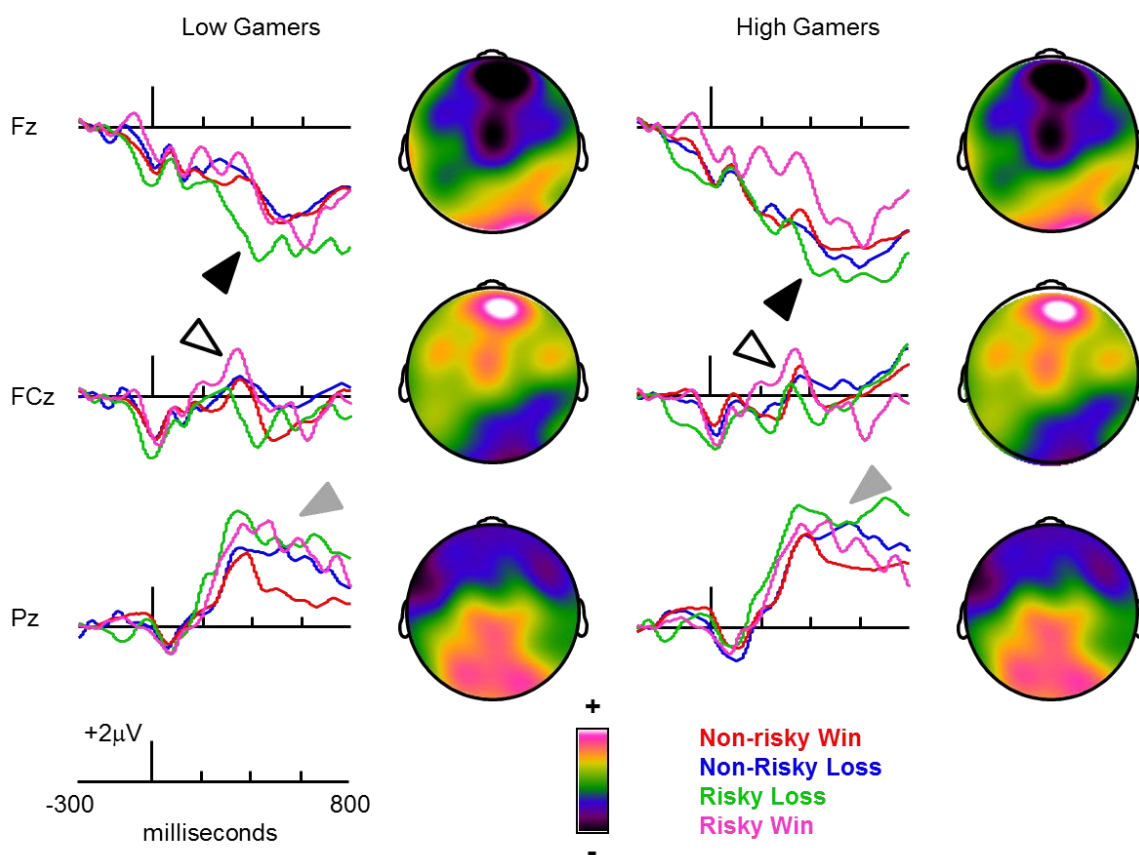 Low Gamers
High Gamers
Fz
FCz
Pz
+
+2μV
-300
800
milliseconds
Non-risky Win
Non-Risky Loss
Risky Loss
Risky Win
-